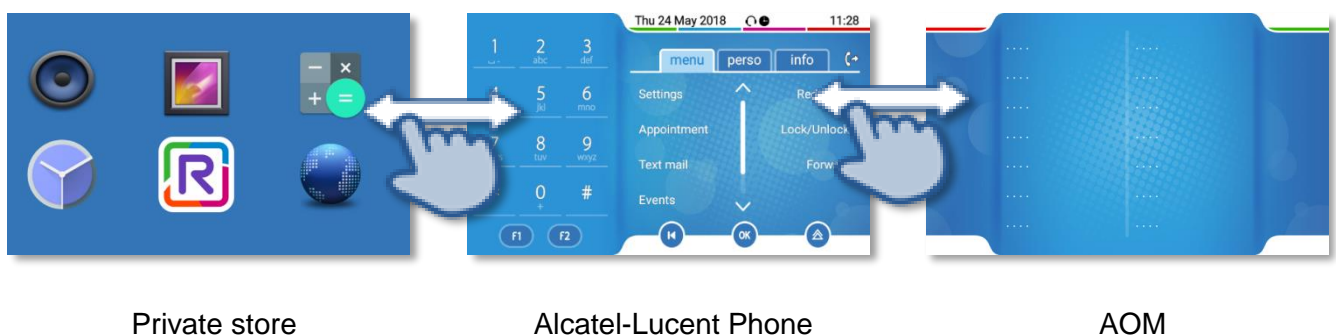 Thu 24 May 2018 11:28
1 2 3
abc def
menu perso info
Settings
5 6
jkl mno
Appointment Lock/Unlock
8 9
tuv wxyz
Text mail
0 #
+
Events
F1 F2 OK
R
Private store Alcatel-Lucent Phone AOM